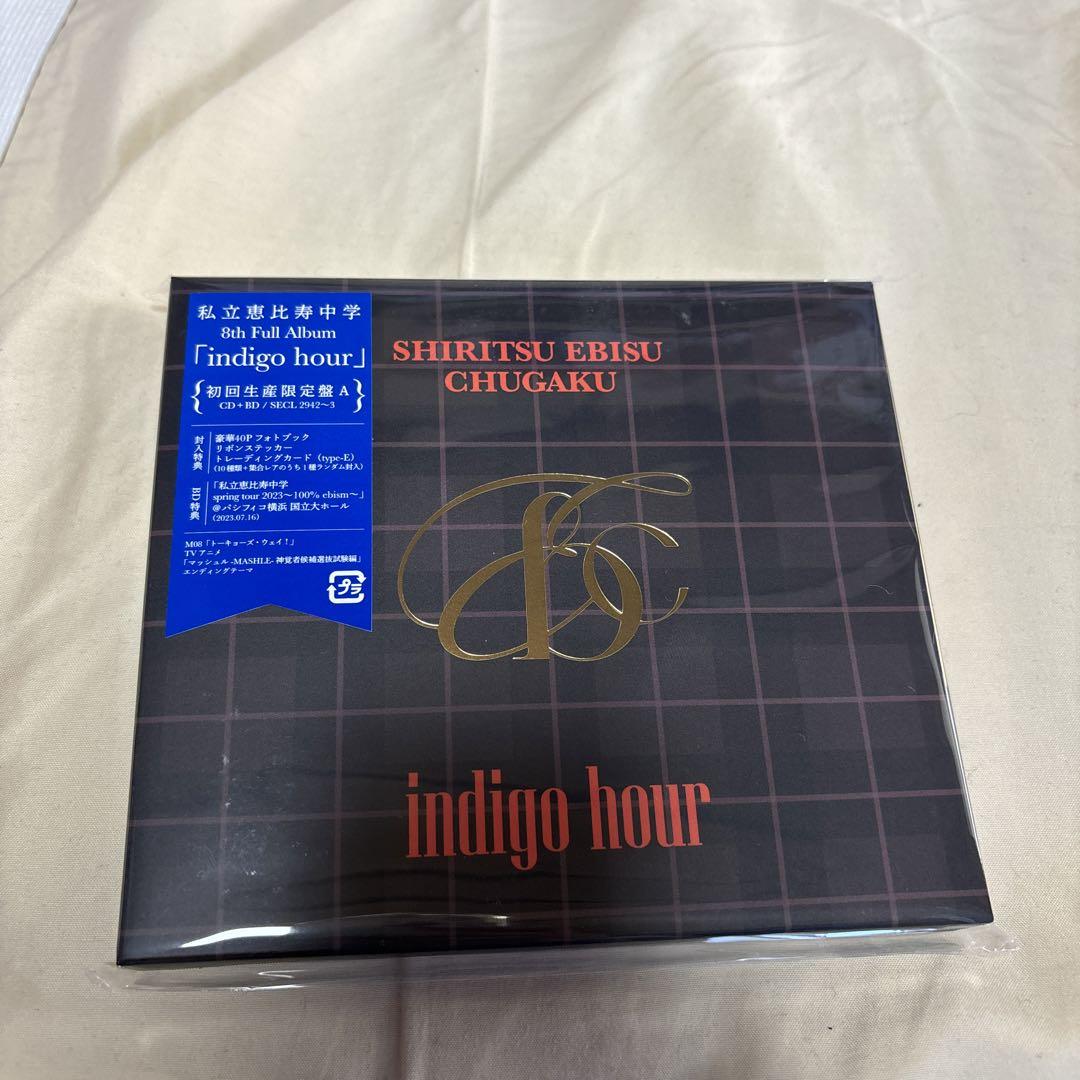 私立恵比寿中学
8th Full Album
「indigo hour」
初回生産限定盤 A
CD+BD / SECL 2942〜3
封入特典
豪華40P フォトブック
リボンステッカー
トレーディングカード（type-E）
（10種類+集合レアのうち1種ランダム封入）
BD特典
「私立恵比寿中学
spring tour 2023〜100% ebism〜」
@パシフィコ横浜 国立大ホール
（2023.07.16）
M08「トーキョーズ・ウェイ！」
TVアニメ
「マッシュル-MASHLE- 神覚者候補選抜試験編」
エンディングテーマ
プラ
SHIRITSU EBISU
CHUGAKU
indigo hour